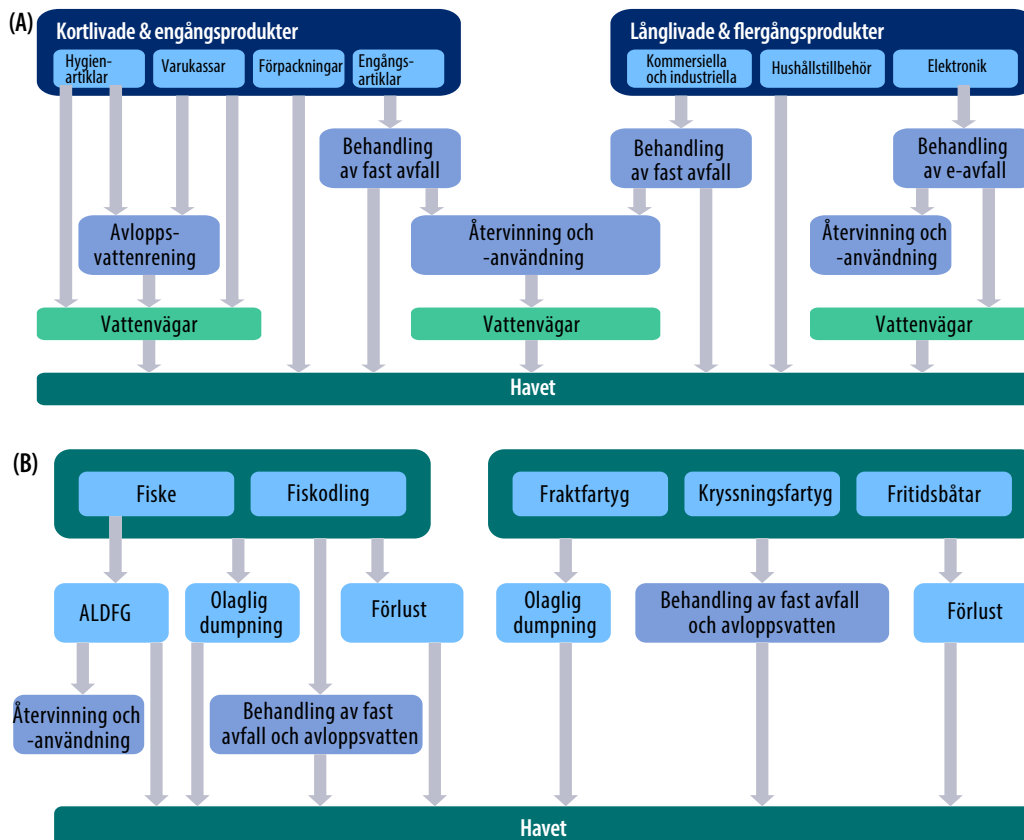 (A)
Kortlivade & engångsprodukter
Hygien-
artiklar
Varukassar
Förpackningar
Engångs-
artiklar
Långlivade & flergångsprodukter
Kommersiella
och industriella
Hushållstillbehör
Elektronik
Behandling
av fast avfall
Behandling
av fast avfall
Behandling
av e-avfall
Avlopps-
vattenrening
Återvinning och
-användning
Återvinning och
-användning
Vattenvägar
Vattenvägar
Vattenvägar
Havet
(B)
Fiske
Fiskodling
Fraktfartyg
Kryssningsfartyg
Fritidsbåtar
ALDFG
Olaglig
dumpning
Förlust
Olaglig
dumpning
Behandling av fast avfall
och avloppsvatten
Förlust
Återvinning och
-användning
Behandling av fast
avfall och avloppsvatten
Havet